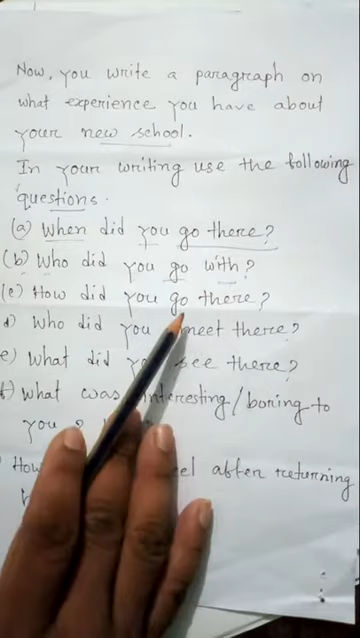 Now, you write a paragraph on
what experience you have about
your new school.
In your writing use the following
questions.
(a) When did you go there?
(b) Who did you go with?
(c) How did you go there?
d) Who did you meet there?
e) What did you see there?
f) What was interesting/boring to
you
How after returning